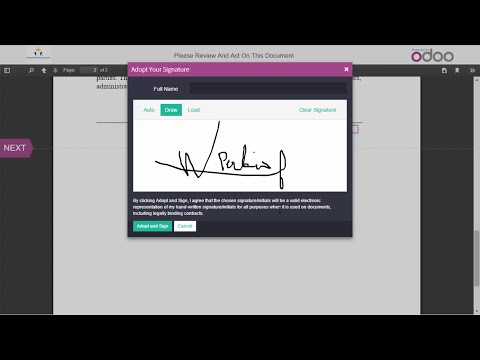 Please Review And Act On This Document
odoo
Page: 2 of 2
parties. Th
administra
Adopt Your Signature
×
Full Name
Auto
Draw
Load
Clear Signature
By clicking Adopt and Sign, I agree that the chosen signature/initials will be a valid electronic
representation of my hand-written signature/initials for all purposes when it is used on documents,
including legally binding contracts.
Adopt and Sign
Cancel
NEXT